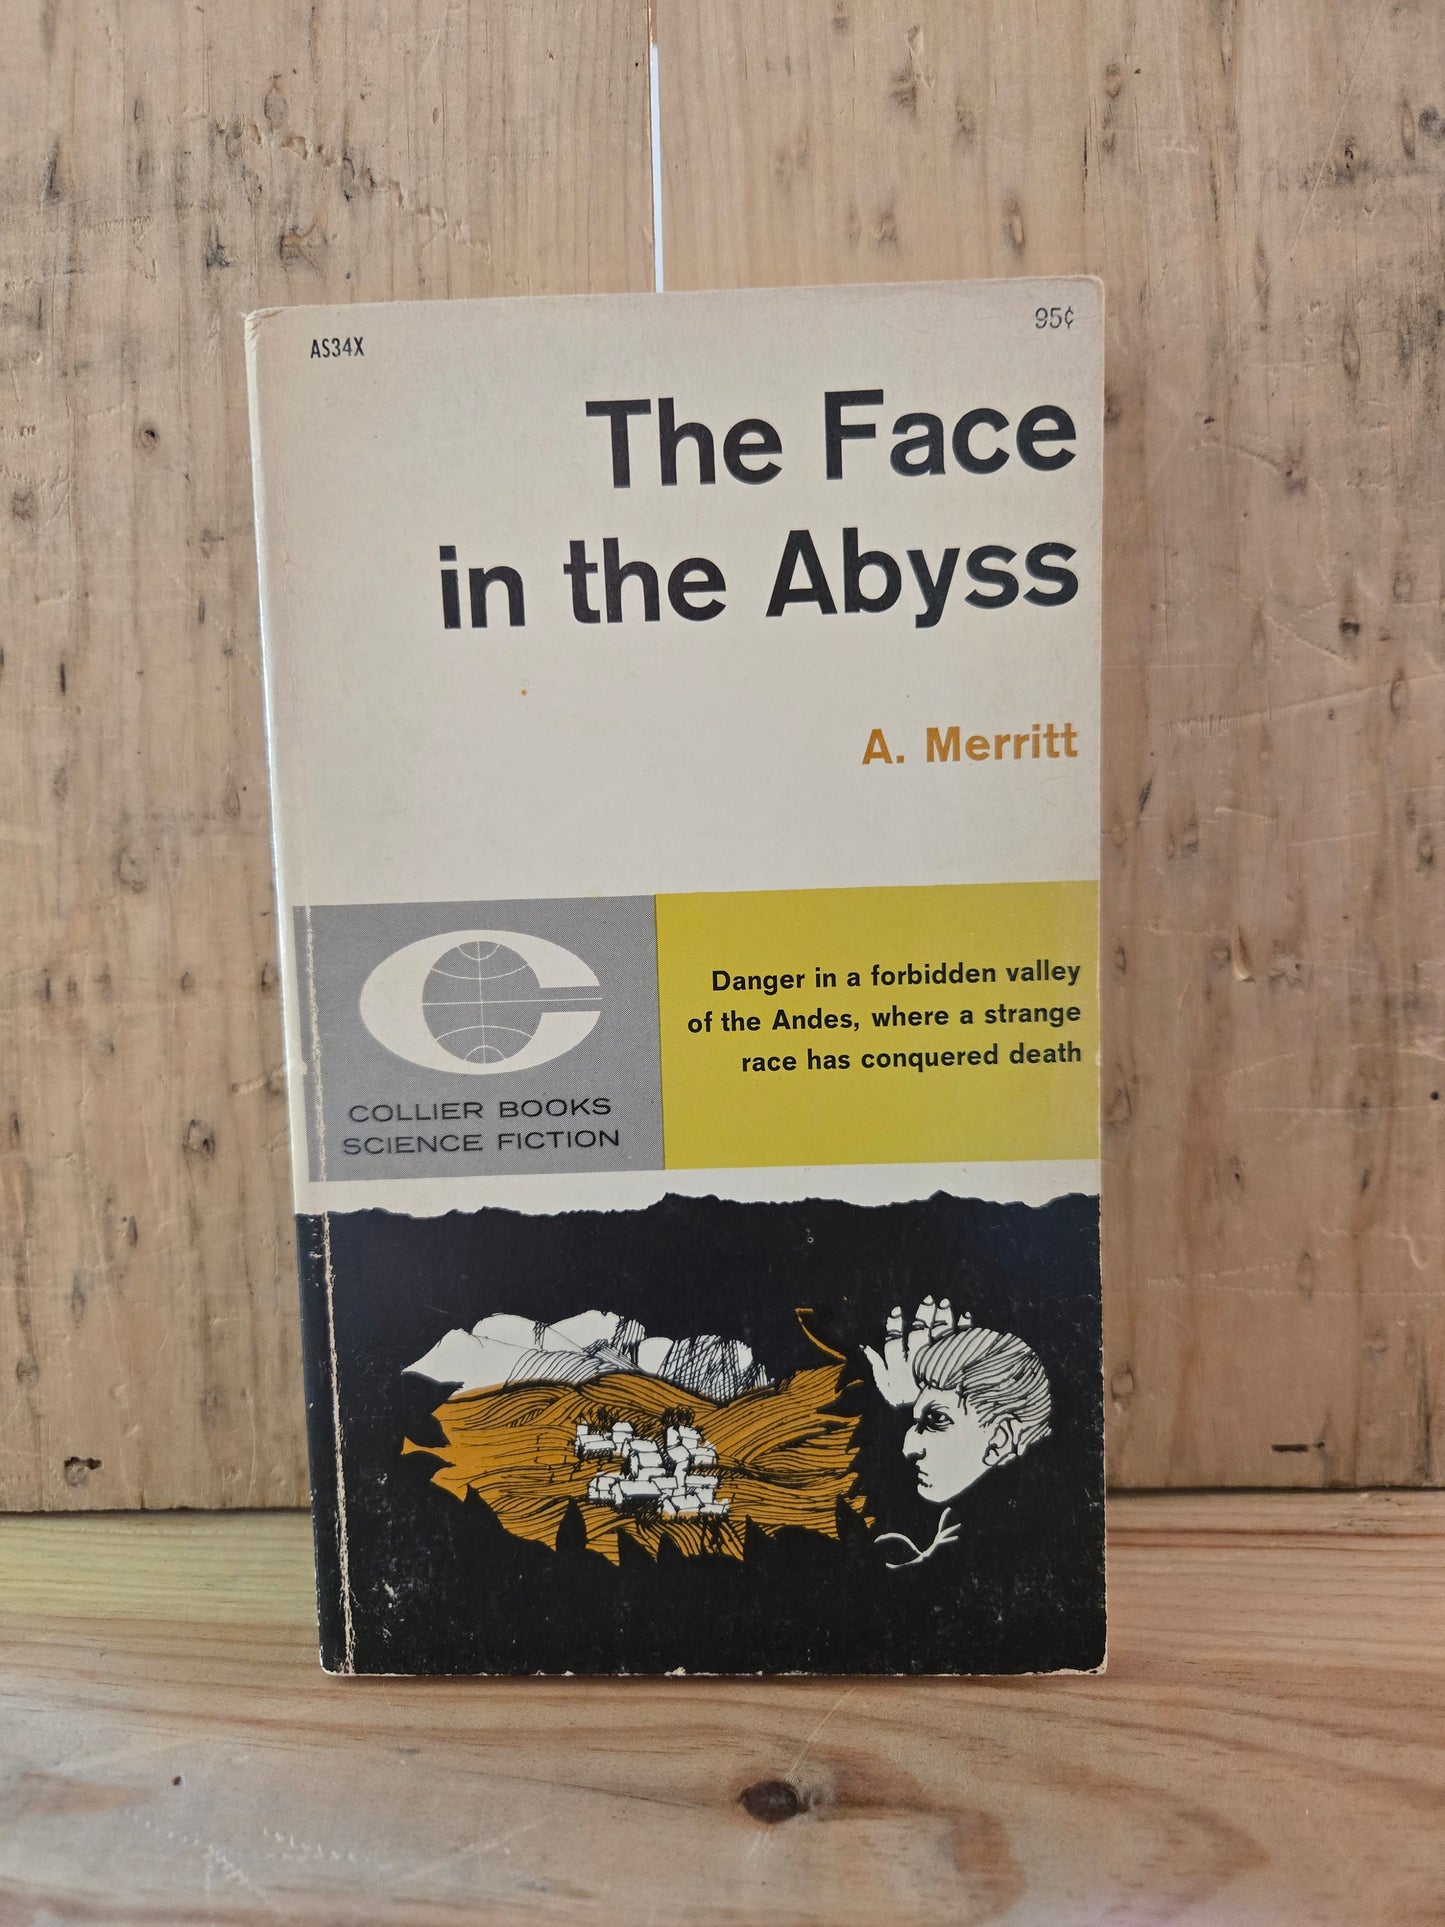 AS34X
95¢
The Face
in the Abyss
A. Merritt
Danger in a forbidden valley
of the Andes, where a strange
race has conquered death
COLLIER BOOKS
SCIENCE FICTION